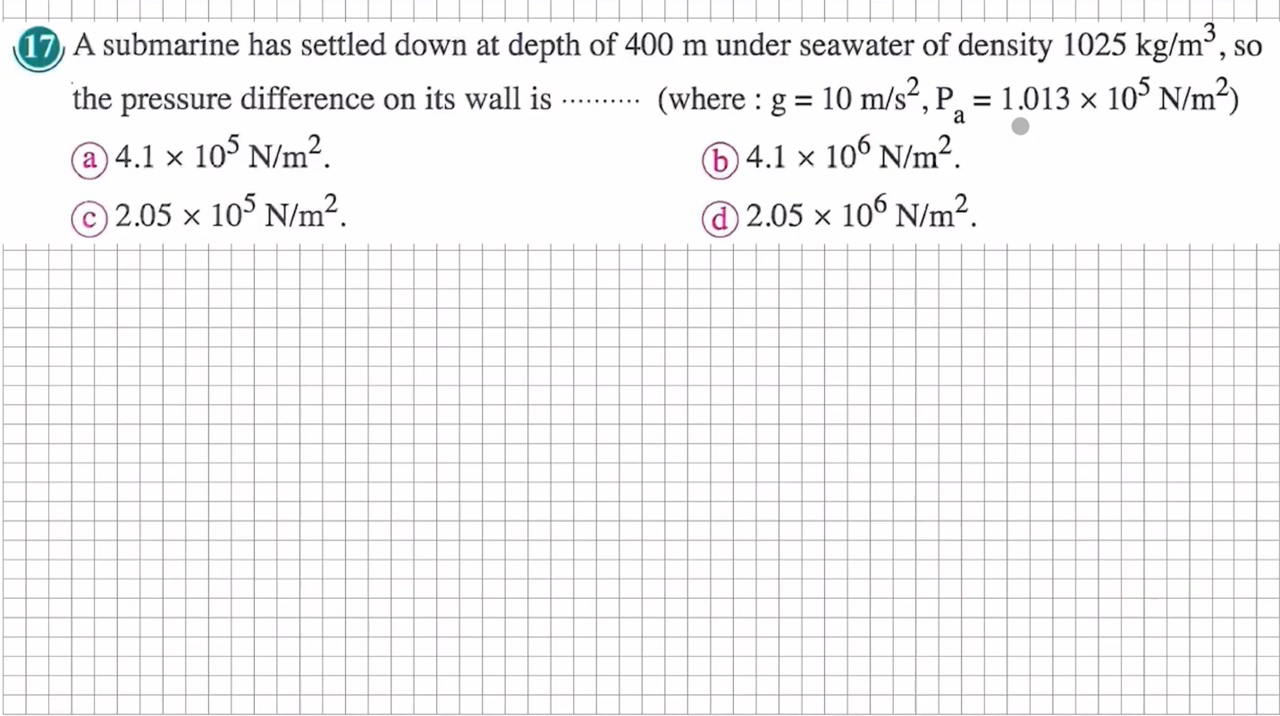 17 A submarine has settled down at depth of 400 m under seawater of density 1025 kg/m³, so
the pressure difference on its wall is ·········· (where : g = 10 m/s², Pₐ = 1.013 × 10⁵ N/m²)
a 4.1 × 10⁵ N/m².
b 4.1 × 10⁶ N/m².
c 2.05 × 10⁵ N/m².
d 2.05 × 10⁶ N/m².